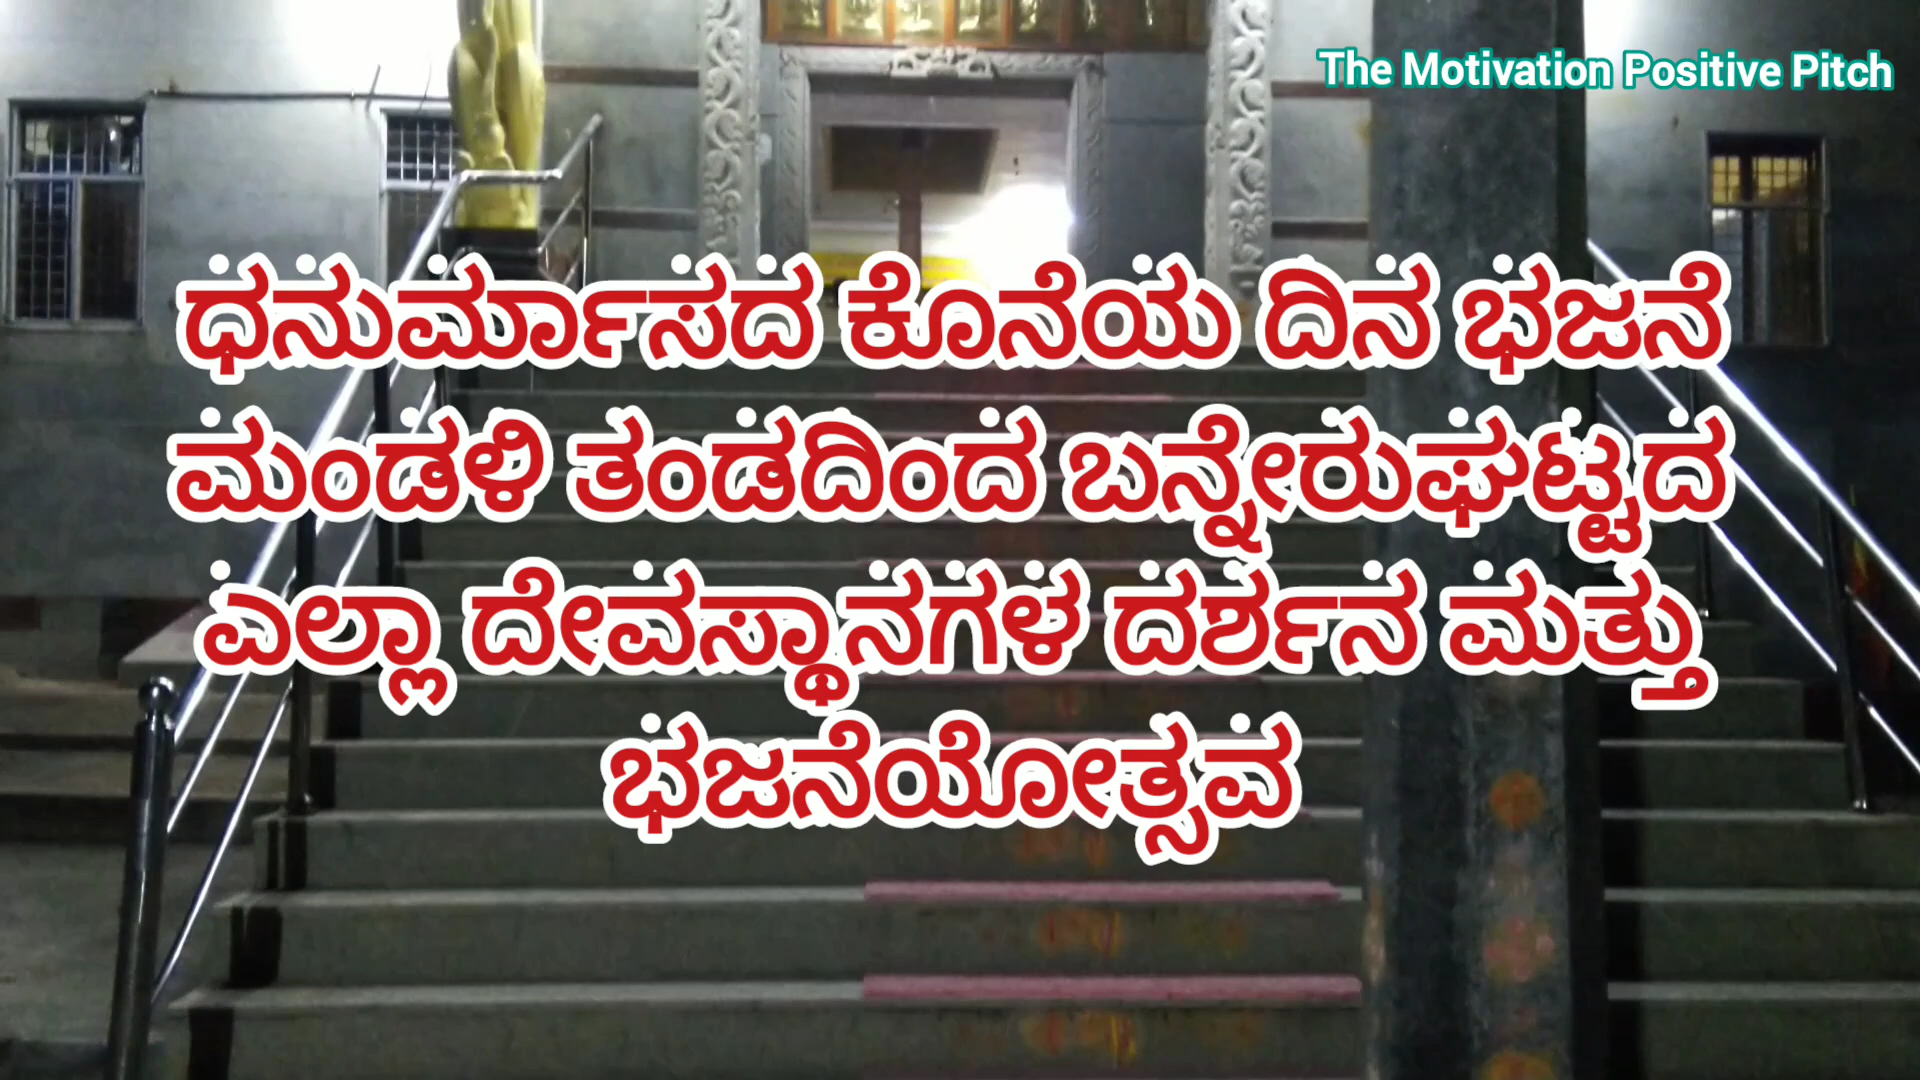 The Motivation Positive Pitch
ಧನುರ್ಮಾಸದ ಕೊನೆಯ ದಿನ ಭಜನೆ
ಮಂಡಳಿ ತಂಡದಿಂದ ಬನ್ನೇರುಘಟ್ಟದ
ಎಲ್ಲಾ ದೇವಸ್ಥಾನಗಳ ದರ್ಶನ ಮತ್ತು
ಭಜನೆಯೋತ್ಸವ